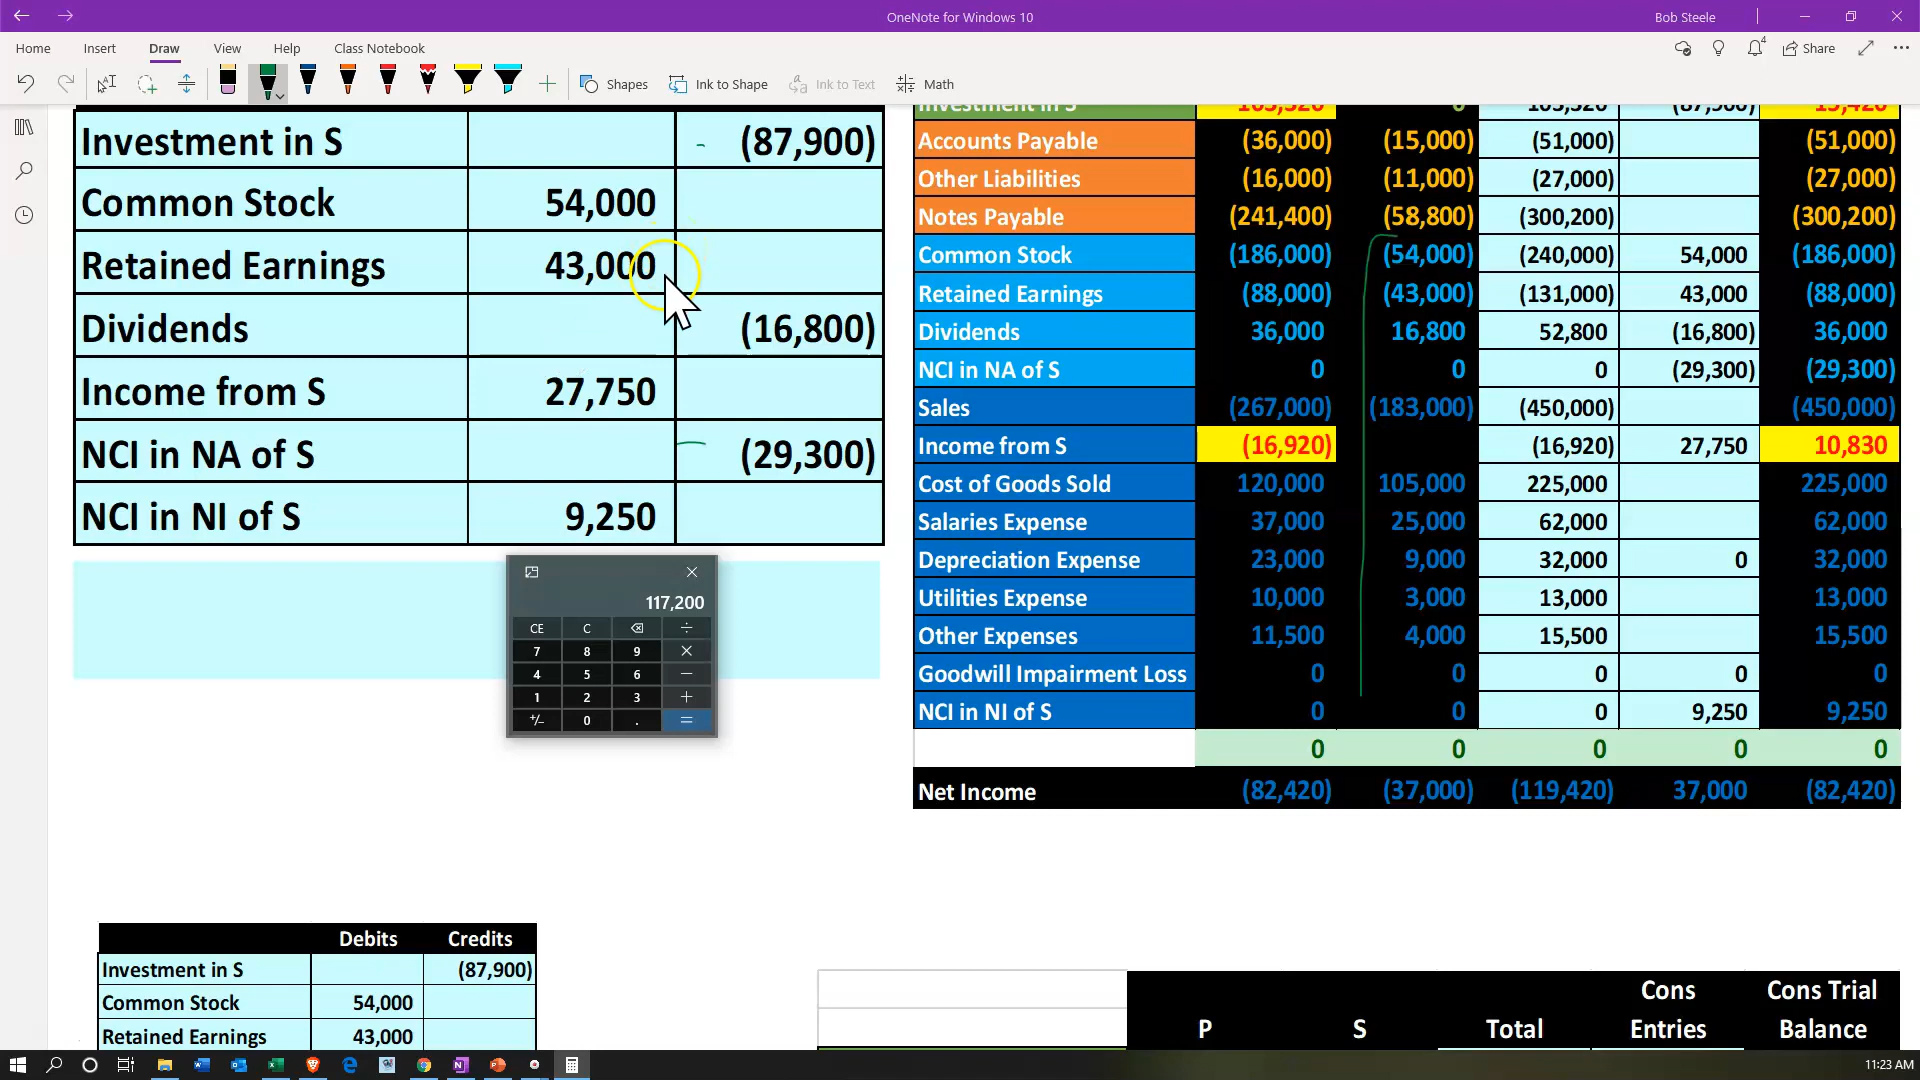 OneNote for Windows 10
Bob Steele
Home Insert Draw View Help Class Notebook
4
Share
Shapes Ink to Shape Ink to Text Math
Investment in S (87,900)
Common Stock 54,000
Retained Earnings 43,000
Dividends (16,800)
Income from S 27,750
NCI in NA of S (29,300)
NCI in NI of S 9,250
117,200
CE C ÷
7 8 9 ×
4 5 6 −
1 2 3 +
+/− 0 . =
Investment in S 103,320 0 103,320 (87,900) 15,420
Accounts Payable (36,000) (15,000) (51,000) (51,000)
Other Liabilities (16,000) (11,000) (27,000) (27,000)
Notes Payable (241,400) (58,800) (300,200) (300,200)
Common Stock (186,000) (54,000) (240,000) 54,000 (186,000)
Retained Earnings (88,000) (43,000) (131,000) 43,000 (88,000)
Dividends 36,000 16,800 52,800 (16,800) 36,000
NCI in NA of S 0 0 0 (29,300) (29,300)
Sales (267,000) (183,000) (450,000) (450,000)
Income from S (16,920) (16,920) 27,750 10,830
Cost of Goods Sold 120,000 105,000 225,000 225,000
Salaries Expense 37,000 25,000 62,000 62,000
Depreciation Expense 23,000 9,000 32,000 0 32,000
Utilities Expense 10,000 3,000 13,000 13,000
Other Expenses 11,500 4,000 15,500 15,500
Goodwill Impairment Loss 0 0 0 0 0
NCI in NI of S 0 0 0 9,250 9,250
0 0 0 0 0
Net Income (82,420) (37,000) (119,420) 37,000 (82,420)
Debits Credits
Investment in S (87,900)
Common Stock 54,000
Retained Earnings 43,000
Cons Cons Trial
P S Total Entries Balance
11:23 AM